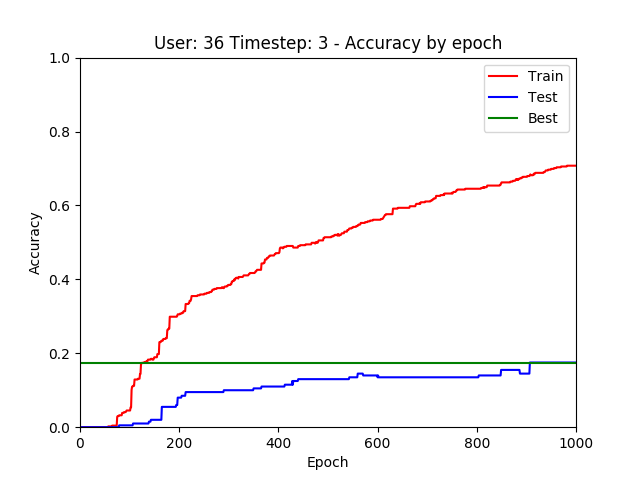 User: 36 Timestep: 3 - Accuracy by epoch
1.0
0.8
0.6
0.4
0.2
0.0
Accuracy
Train
Test
Best
0 200 400 600 800 1000
Epoch